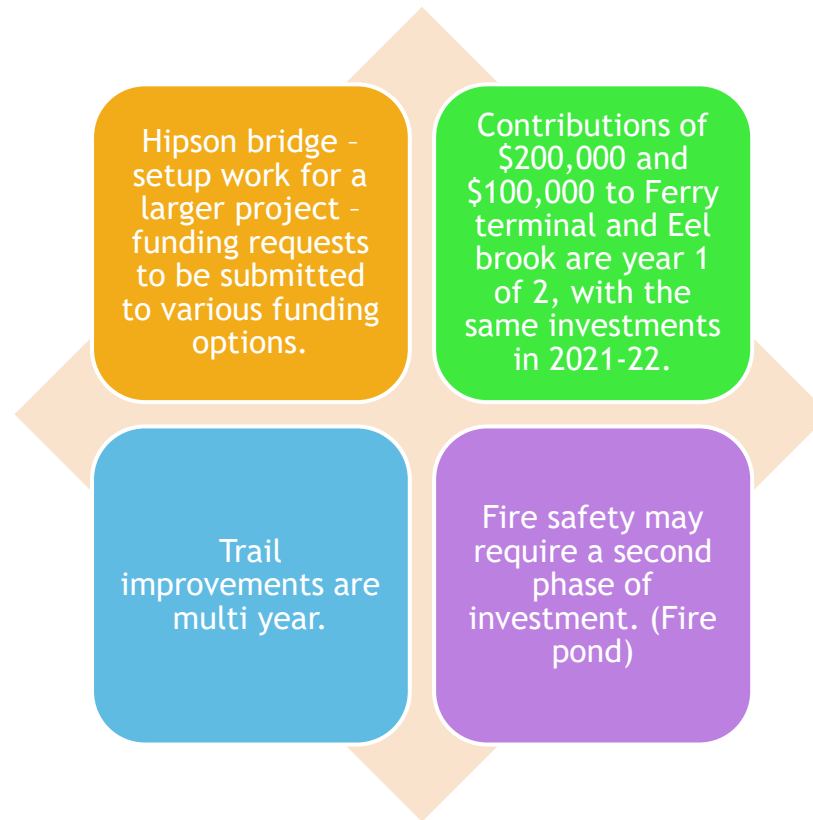 Hipson bridge –
setup work for a
larger project –
funding requests
to be submitted
to various funding
options.
Contributions of
$200,000 and
$100,000 to Ferry
terminal and Eel
brook are year 1
of 2, with the
same investments
in 2021-22.
Trail
improvements are
multi year.
Fire safety may
require a second
phase of
investment. (Fire
pond)